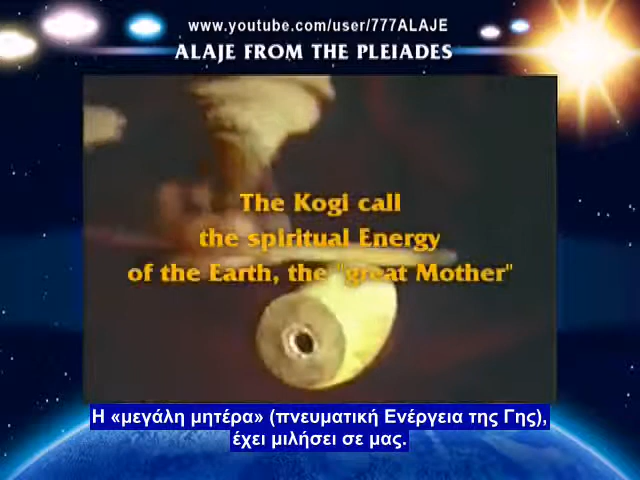 www.youtube.com/user/777ALAJE
ALAJE FROM THE PLEIADES
The Kogi call
the spiritual Energy
of the Earth, the "great Mother"
Η «μεγάλη μητέρα» (πνευματική Ενέργεια της Γης),
έχει μιλήσει σε μας.